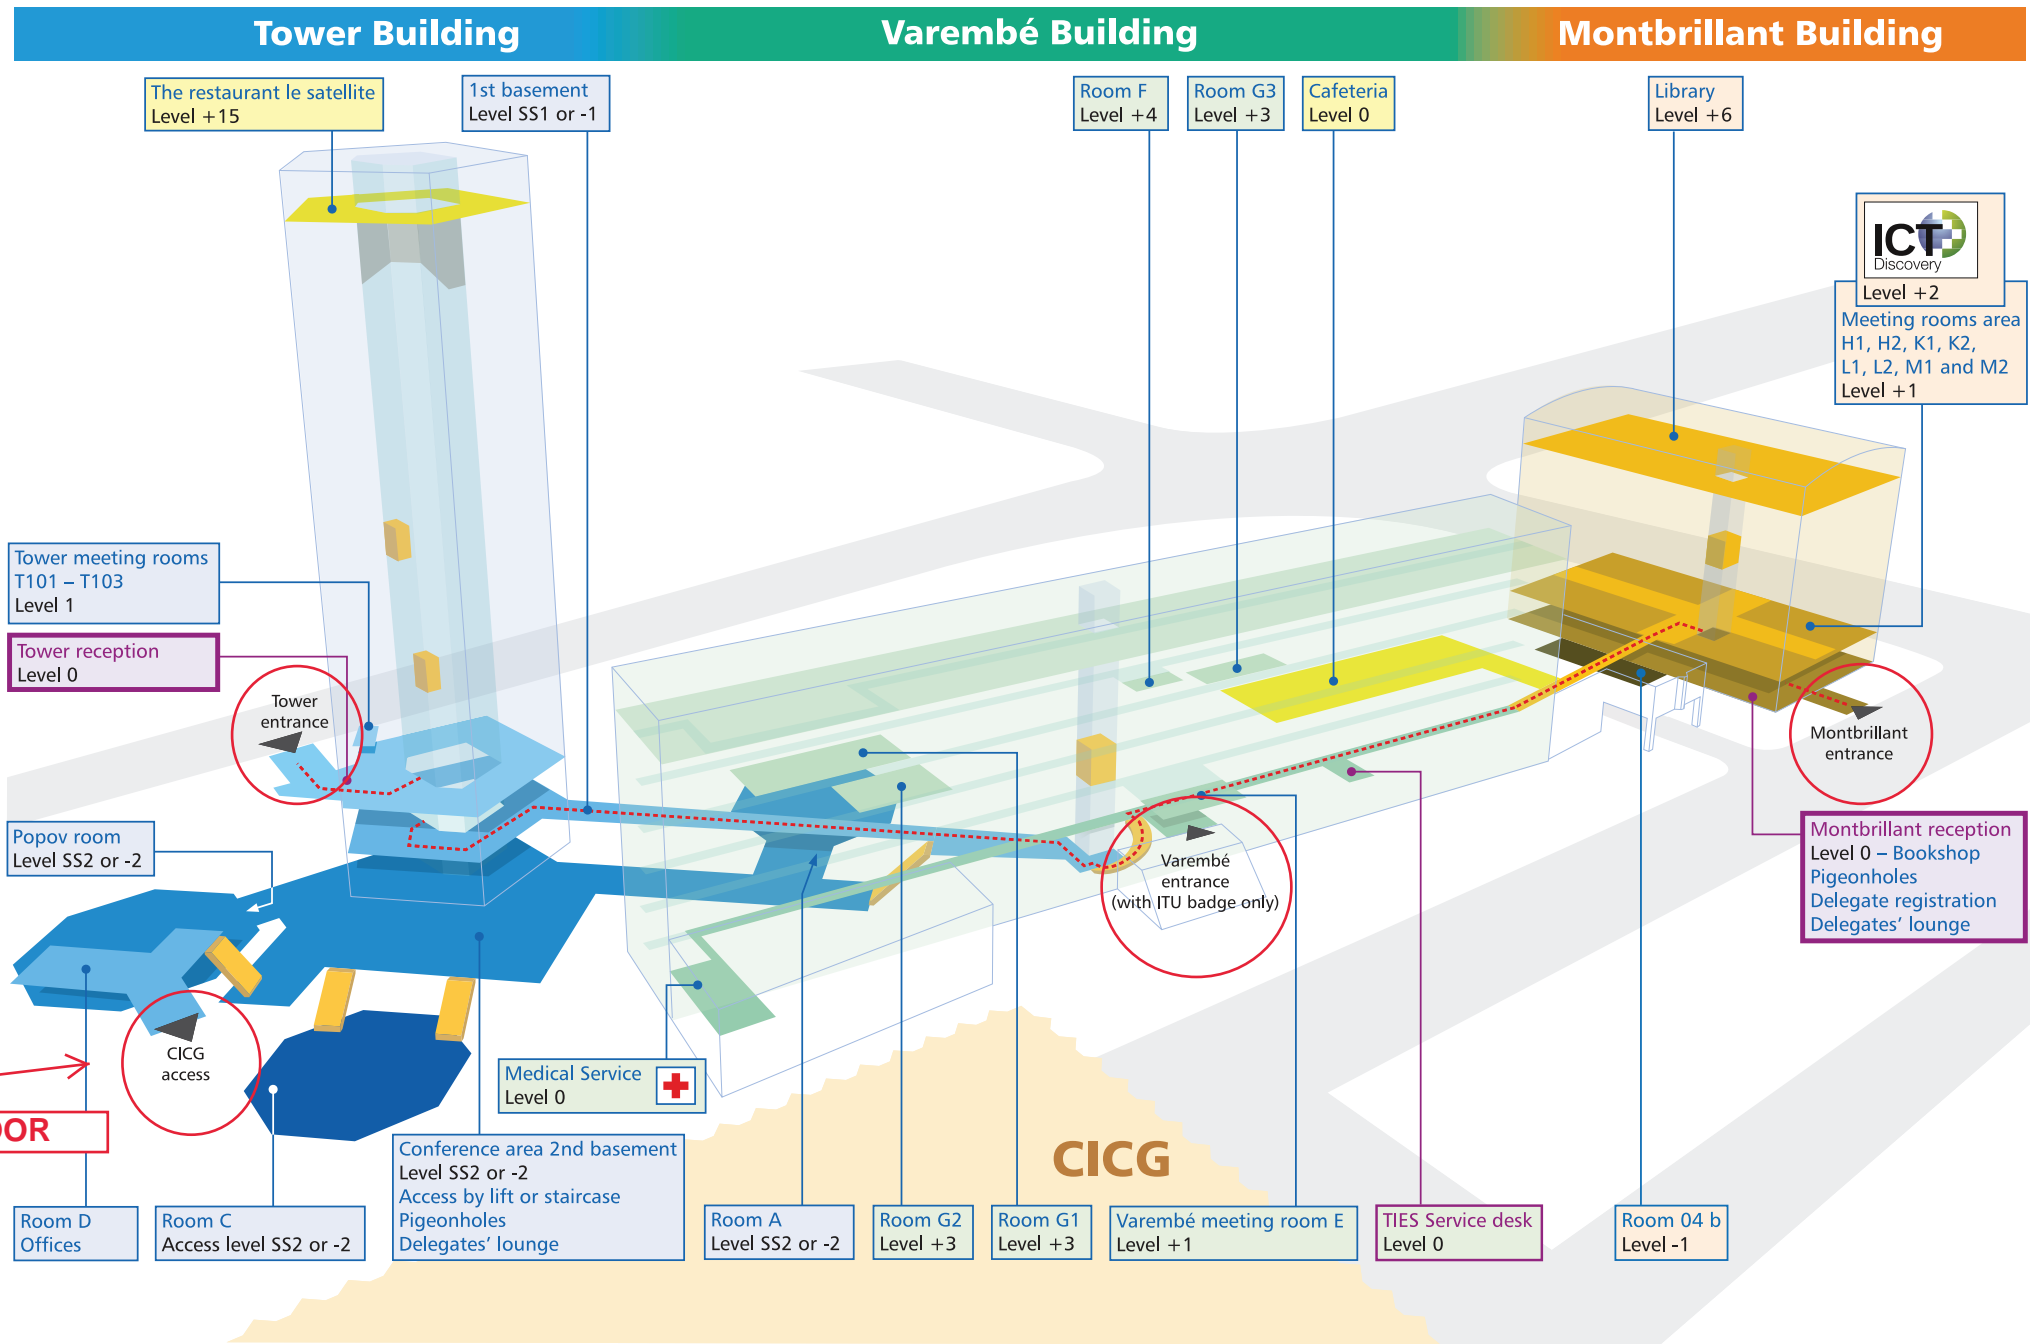 Tower Building
Varembé Building
Montbrillant Building
The restaurant le satellite
Level +15
1st basement
Level SS1 or -1
Room F
Level +4
Room G3
Level +3
Cafeteria
Level 0
Library
Level +6
ICT
Discovery
Level +2
Meeting rooms area
H1, H2, K1, K2,
L1, L2, M1 and M2
Level +1
Tower meeting rooms
T101 – T103
Level 1
Tower reception
Level 0
Tower
entrance
Popov room
Level SS2 or -2
Varembé
entrance
(with ITU badge only)
Montbrillant
entrance
Montbrillant reception
Level 0 – Bookshop
Pigeonholes
Delegate registration
Delegates’ lounge
CICG
access
Medical Service
Level 0
OOR
Conference area 2nd basement
Level SS2 or -2
Access by lift or staircase
Pigeonholes
Delegates’ lounge
CICG
Room D
Offices
Room C
Access level SS2 or -2
Room A
Level SS2 or -2
Room G2
Level +3
Room G1
Level +3
Varembé meeting room E
Level +1
TIES Service desk
Level 0
Room 04 b
Level -1